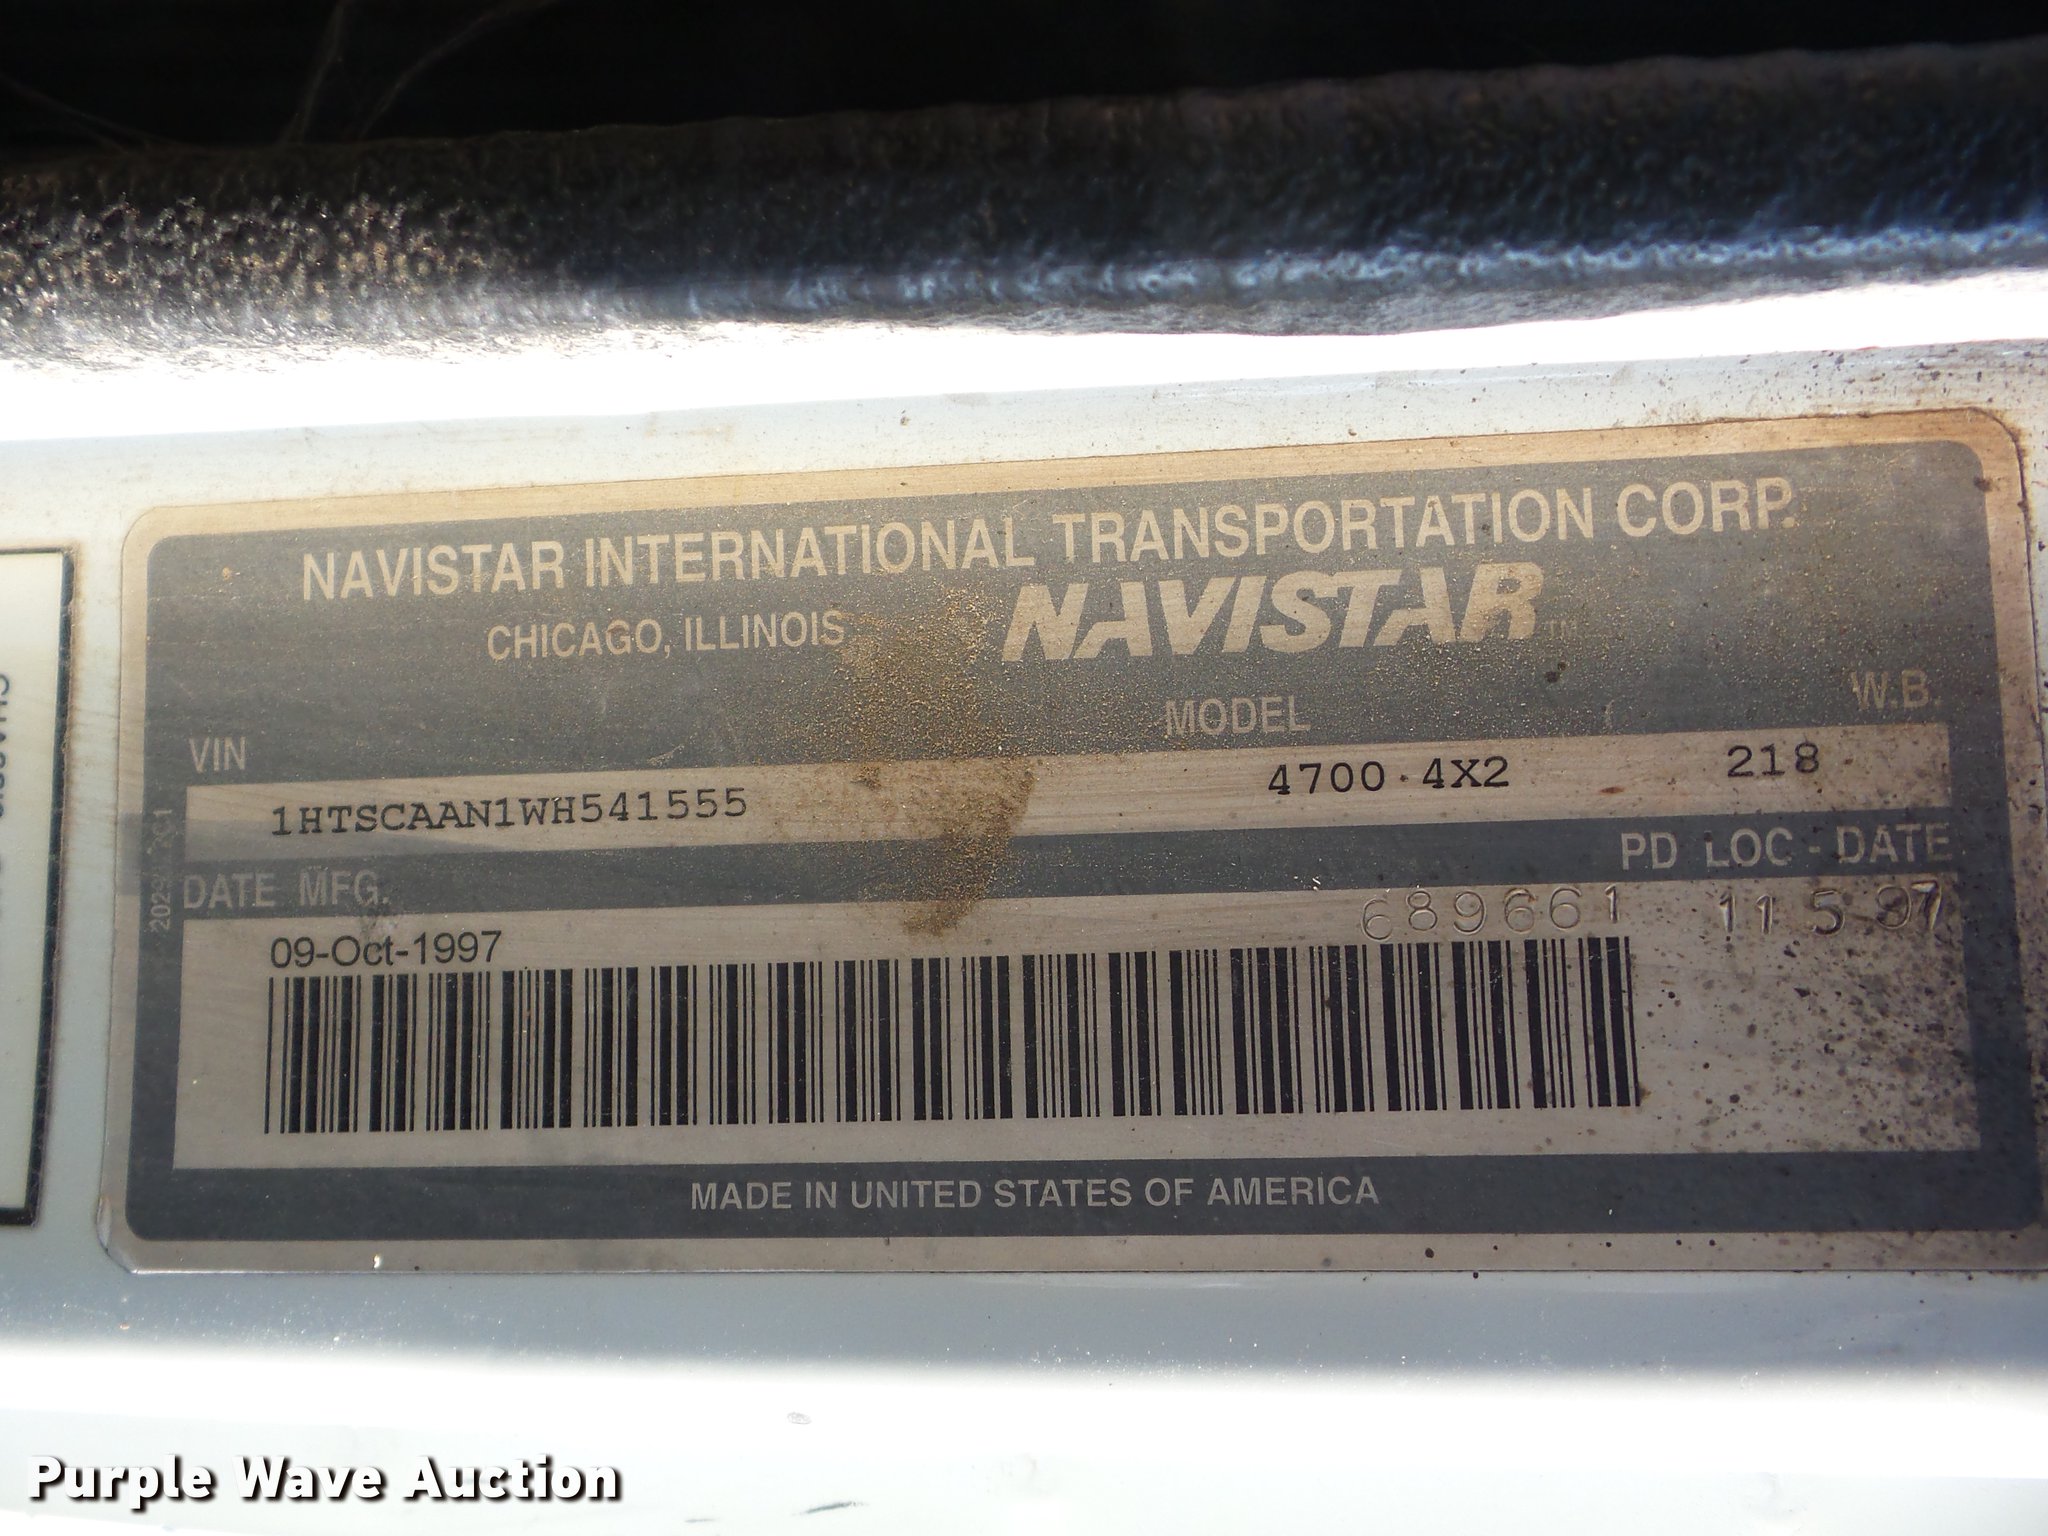 NAVISTAR INTERNATIONAL TRANSPORTATION CORP.
CHICAGO, ILLINOIS NAVISTAR TM
VIN MODEL W.B.
1HTSCAAN1WH541555 4700 4X2 218
DATE MFG. PD LOC - DATE
689661 11 5 97
09-Oct-1997
MADE IN UNITED STATES OF AMERICA
Purple Wave Auction